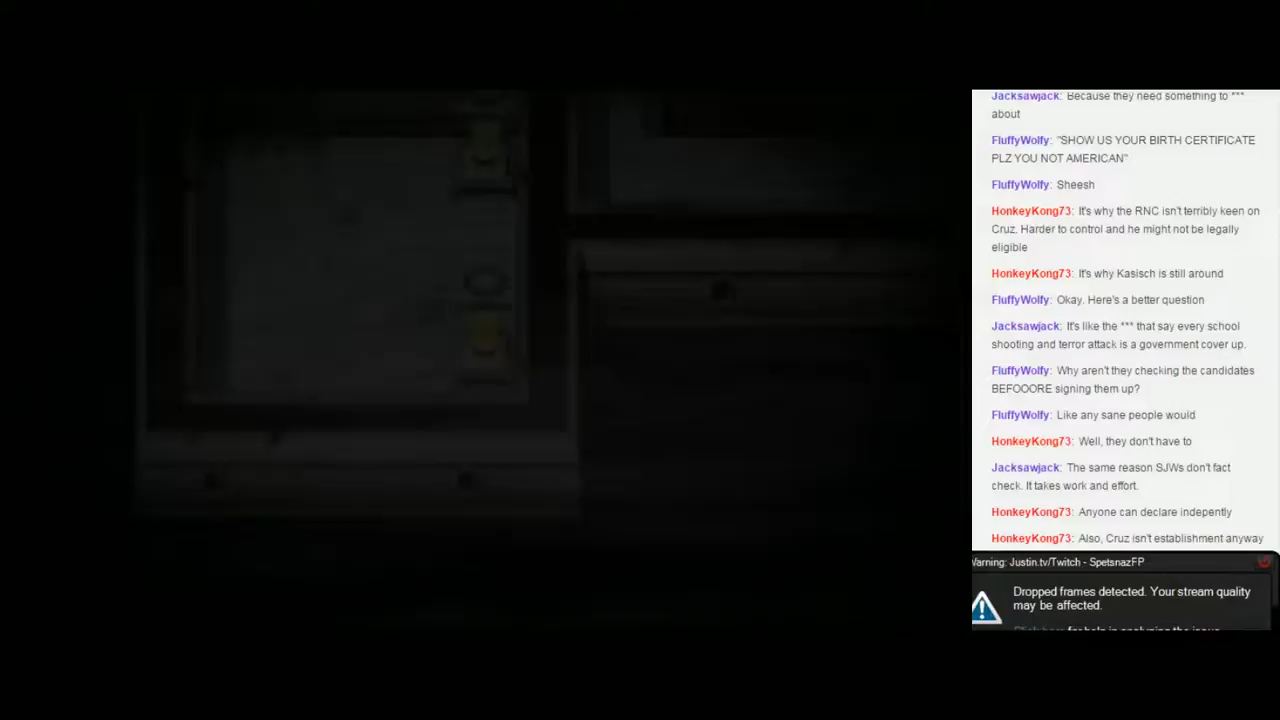 Jacksawjack: Because they need something to ***
about
FluffyWolfy: "SHOW US YOUR BIRTH CERTIFICATE
PLZ YOU NOT AMERICAN"
FluffyWolfy: Sheesh
HonkeyKong73: It's why the RNC isn't terribly keen on
Cruz. Harder to control and he might not be legally
eligible
HonkeyKong73: It's why Kasisch is still around
FluffyWolfy: Okay. Here's a better question
Jacksawjack: It's like the *** that say every school
shooting and terror attack is a government cover up.
FluffyWolfy: Why aren't they checking the candidates
BEFOOORE signing them up?
FluffyWolfy: Like any sane people would
HonkeyKong73: Well, they don't have to
Jacksawjack: The same reason SJWs don't fact
check. It takes work and effort.
HonkeyKong73: Anyone can declare indepently
HonkeyKong73: Also, Cruz isn't establishment anyway
Warning: Justin.tv/Twitch - SpetsnazFP
Dropped frames detected. Your stream quality
may be affected.